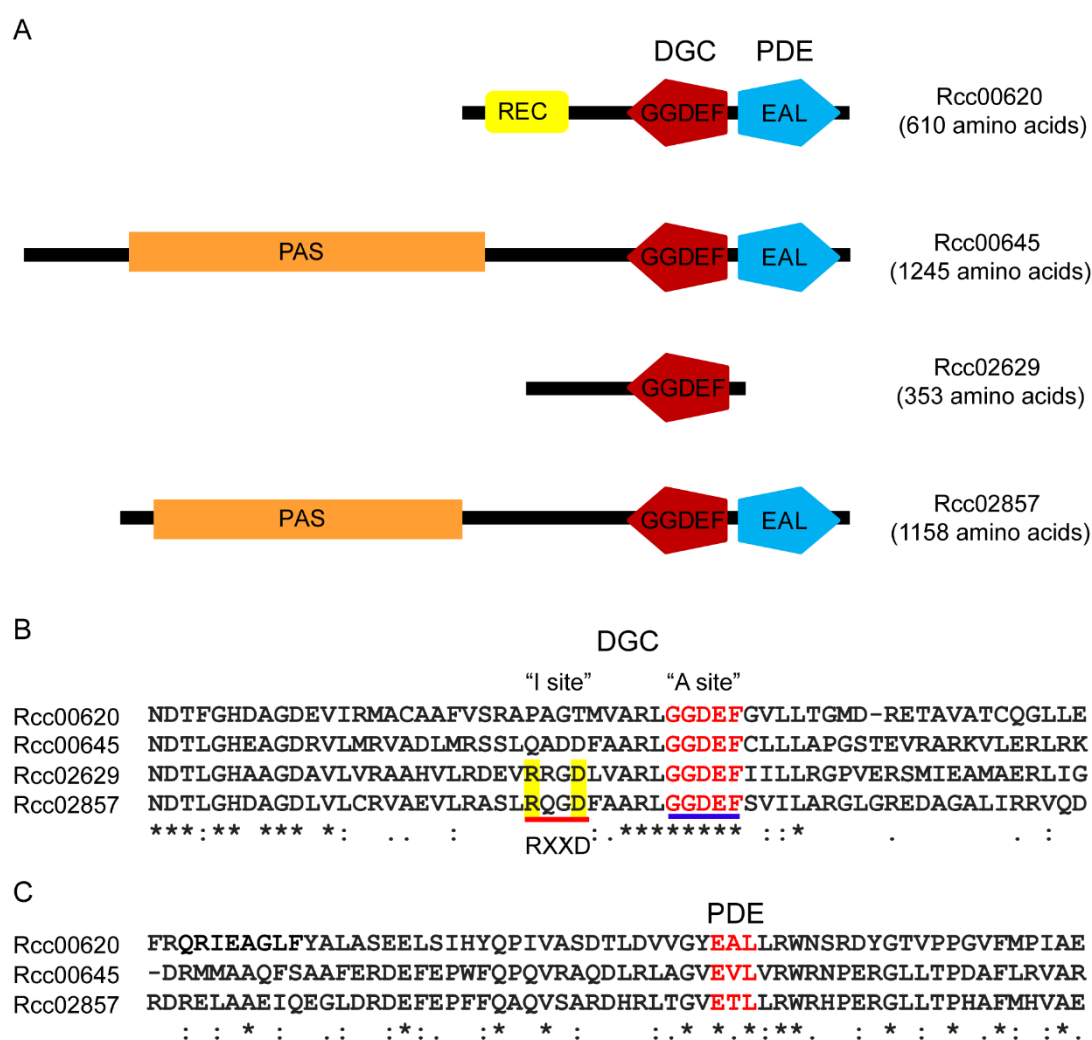 A
DGC PDE
REC GGDEF EAL Rcc00620
(610 amino acids)
PAS GGDEF EAL Rcc00645
(1245 amino acids)
GGDEF Rcc02629
(353 amino acids)
PAS GGDEF EAL Rcc02857
(1158 amino acids)
B
DGC
“I site” “A site”
Rcc00620 NDTFGHDAGDEVIRMACAAFVSRAPAGTMVARLGGDEFGVLLTGMD-RETAVATCQGLLE
Rcc00645 NDTLGHEAGDRVLMRVADLMRSSLQADDFAARLGGDEFCLLLAPGSTEVRARKVLERLRK
Rcc02629 NDTLGHAAGDAVLVRAAHVLRDEVRRGDLVARLGGDEFIILLRGPVERSMIEAMAERLIG
Rcc02857 NDTLGHAAGDLVLCRVAEVLRASLRQGDFAARLGGDEFSVILARGLGREDAGALIRRVQD
***:** *** *: . . : :. ******** ::* . . :
RXXD
C
PDE
Rcc00620 FRQRIEAGLFYALASEELSIHYQPIVASDTLDVVGYEALLRWNSRDYGTVPPGVFMPIAE
Rcc00645 -DRMMAAQFSAAFERDEFEPWFQPQVRAQDLRLAGVEVLVRWRNPERGLLTPDAFLRVAR
Rcc02857 RDRELAAEIQEGLDRDEFEPFFQAQVSARDHRLTGVETLLRWRHPERGLLTPHAFMHVAE
: : * : .: :*: :* * : :.* *.*:**. : * :.* .*: :*.